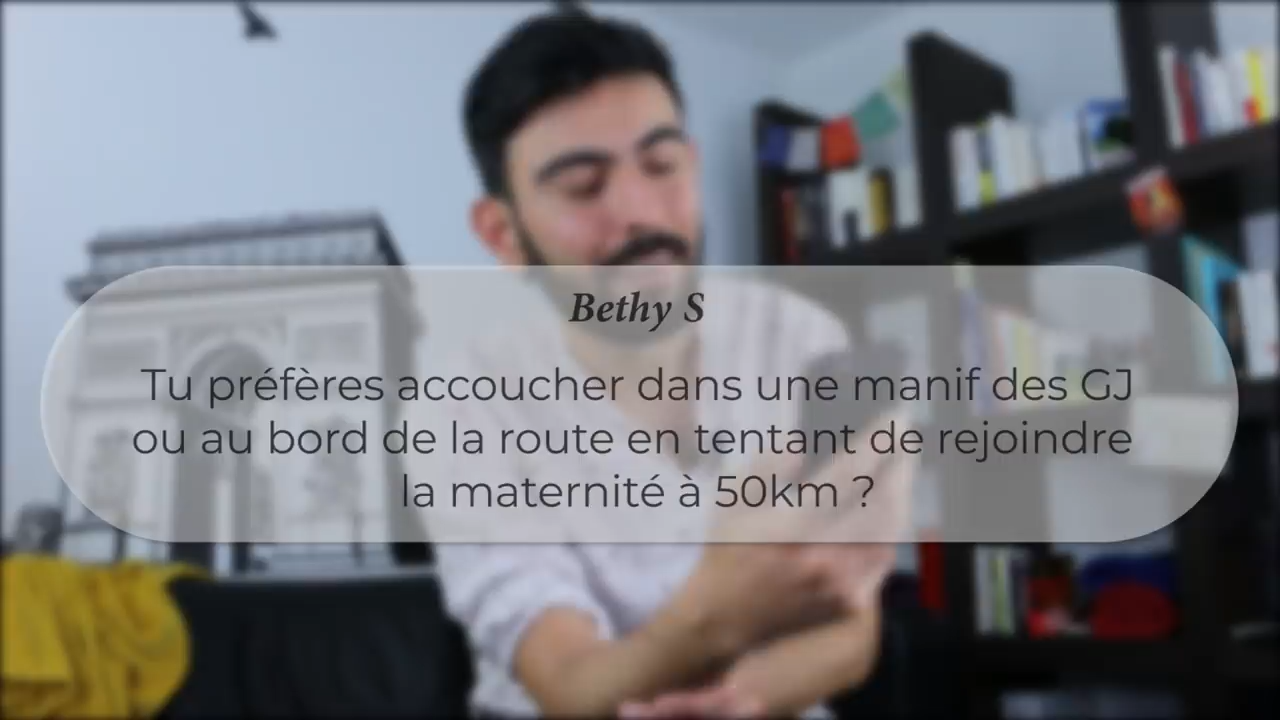 Bethy S
Tu préfères accoucher dans une manif des GJ
ou au bord de la route en tentant de rejoindre
la maternité à 50km ?